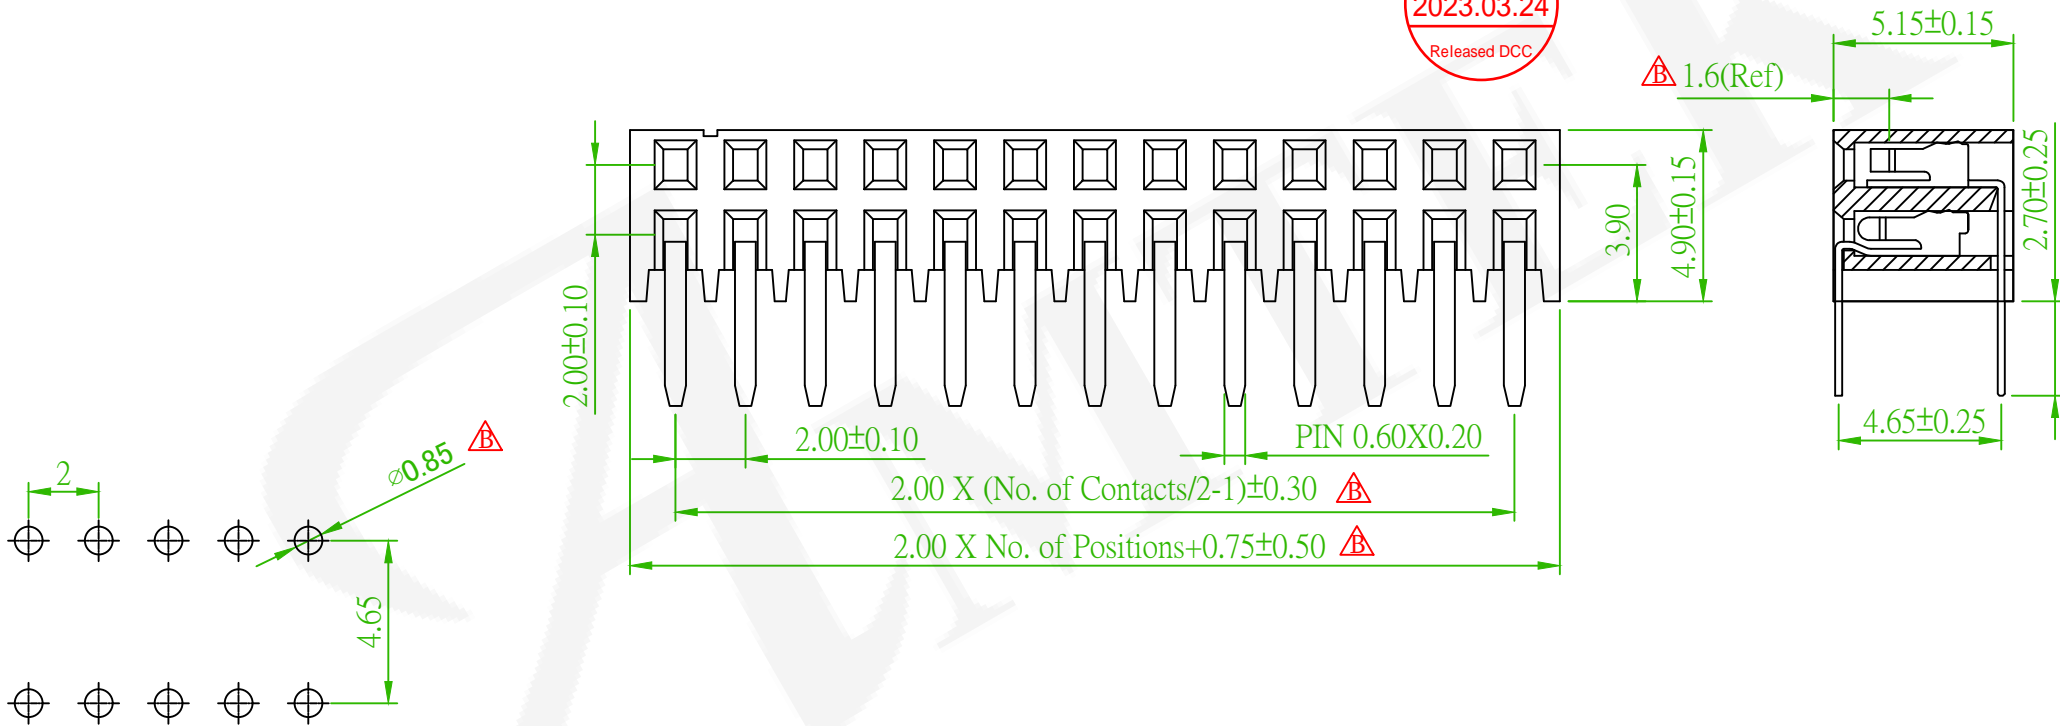 2023.03.24
Released DCC
5.15±0.15
B 1.6(Ref)
2.00±0.10
3.90
4.90±0.15
2.70±0.25
2.00±0.10
PIN 0.60X0.20
4.65±0.25
2.00 X (No. of Contacts/2-1)±0.30 B
2.00 X No. of Positions+0.75±0.50 B
2
⌀0.85 B
4.65
AMTEK